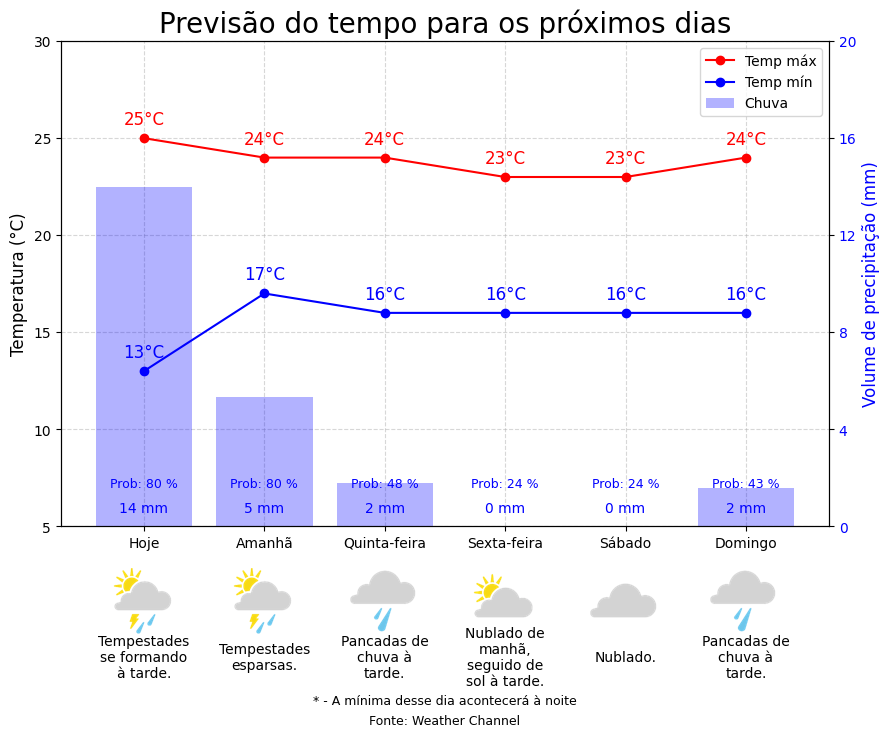 Previsão do tempo para os próximos dias
30
25
20
15
10
5
Temperatura (°C)
20
16
12
8
4
0
Volume de precipitação (mm)
Temp máx
Temp mín
Chuva
25°C
24°C
24°C
23°C
23°C
24°C
13°C
17°C
16°C
16°C
16°C
16°C
Prob: 80 %
Prob: 80 %
Prob: 48 %
Prob: 24 %
Prob: 24 %
Prob: 43 %
14 mm
5 mm
2 mm
0 mm
0 mm
2 mm
Hoje
Amanhã
Quinta-feira
Sexta-feira
Sábado
Domingo
Tempestades
se formando
à tarde.
Tempestades
esparsas.
Pancadas de
chuva à
tarde.
Nublado de
manhã,
seguido de
sol à tarde.
Nublado.
Pancadas de
chuva à
tarde.
* - A mínima desse dia acontecerá à noite
Fonte: Weather Channel